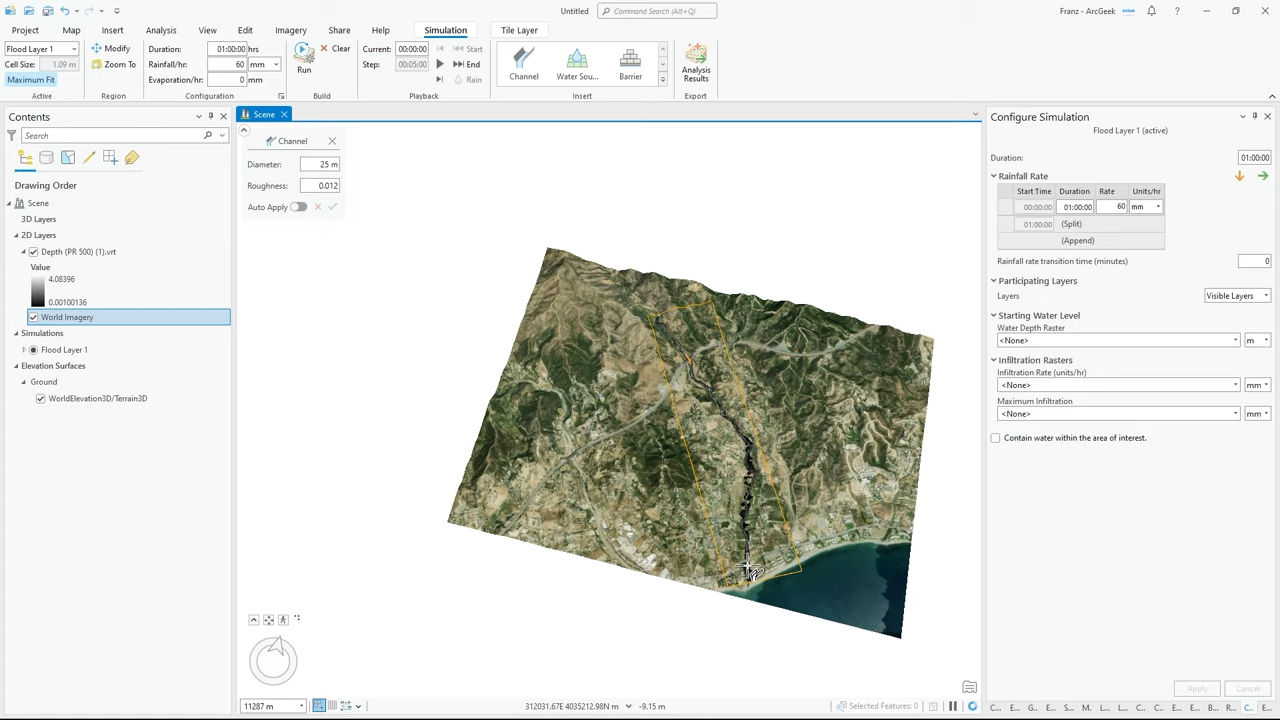 Untitled
Command Search (Alt+Q)
Franz - ArcGeek
Project Map Insert Analysis View Edit Imagery Share Help Simulation Tile Layer
Flood Layer 1
Cell Size: 1.09 m
Maximum Fit
Active
Modify
Zoom To
Region
Duration: 01:00:00 hrs
Rainfall/hr: 60 mm
Evaporation/hr: 0 mm
Configuration
Run
Clear
Build
Current: 00:00:00
Step: 00:05:00
Start
End
Rain
Playback
Channel
Water Sou...
Barrier
Insert
Analysis
Results
Export
Contents
Search
Drawing Order
Scene
3D Layers
2D Layers
Depth (PR 500) (1).vrt
Value
4.08396
0.00100136
World Imagery
Simulations
Flood Layer 1
Elevation Surfaces
Ground
WorldElevation3D/Terrain3D
Scene
Channel
Diameter: 25 m
Roughness: 0.012
Auto Apply
11287 m
312031.67E 4035212.98N m
-9.15 m
Selected Features: 0
Configure Simulation
Flood Layer 1 (active)
Duration: 01:00:00
Rainfall Rate
Start Time Duration Rate Units/hr
00:00:00 01:00:00 60 mm
01:00:00 (Split)
(Append)
Rainfall rate transition time (minutes) 0
Participating Layers
Layers Visible Layers
Starting Water Level
Water Depth Raster
<None> m
Infiltration Rasters
Infiltration Rate (units/hr)
<None> mm
Maximum Infiltration
<None> mm
Contain water within the area of interest.
Apply Cancel
C... E... G... E... S... M... L... C... C... E... E... B... R... C... E...